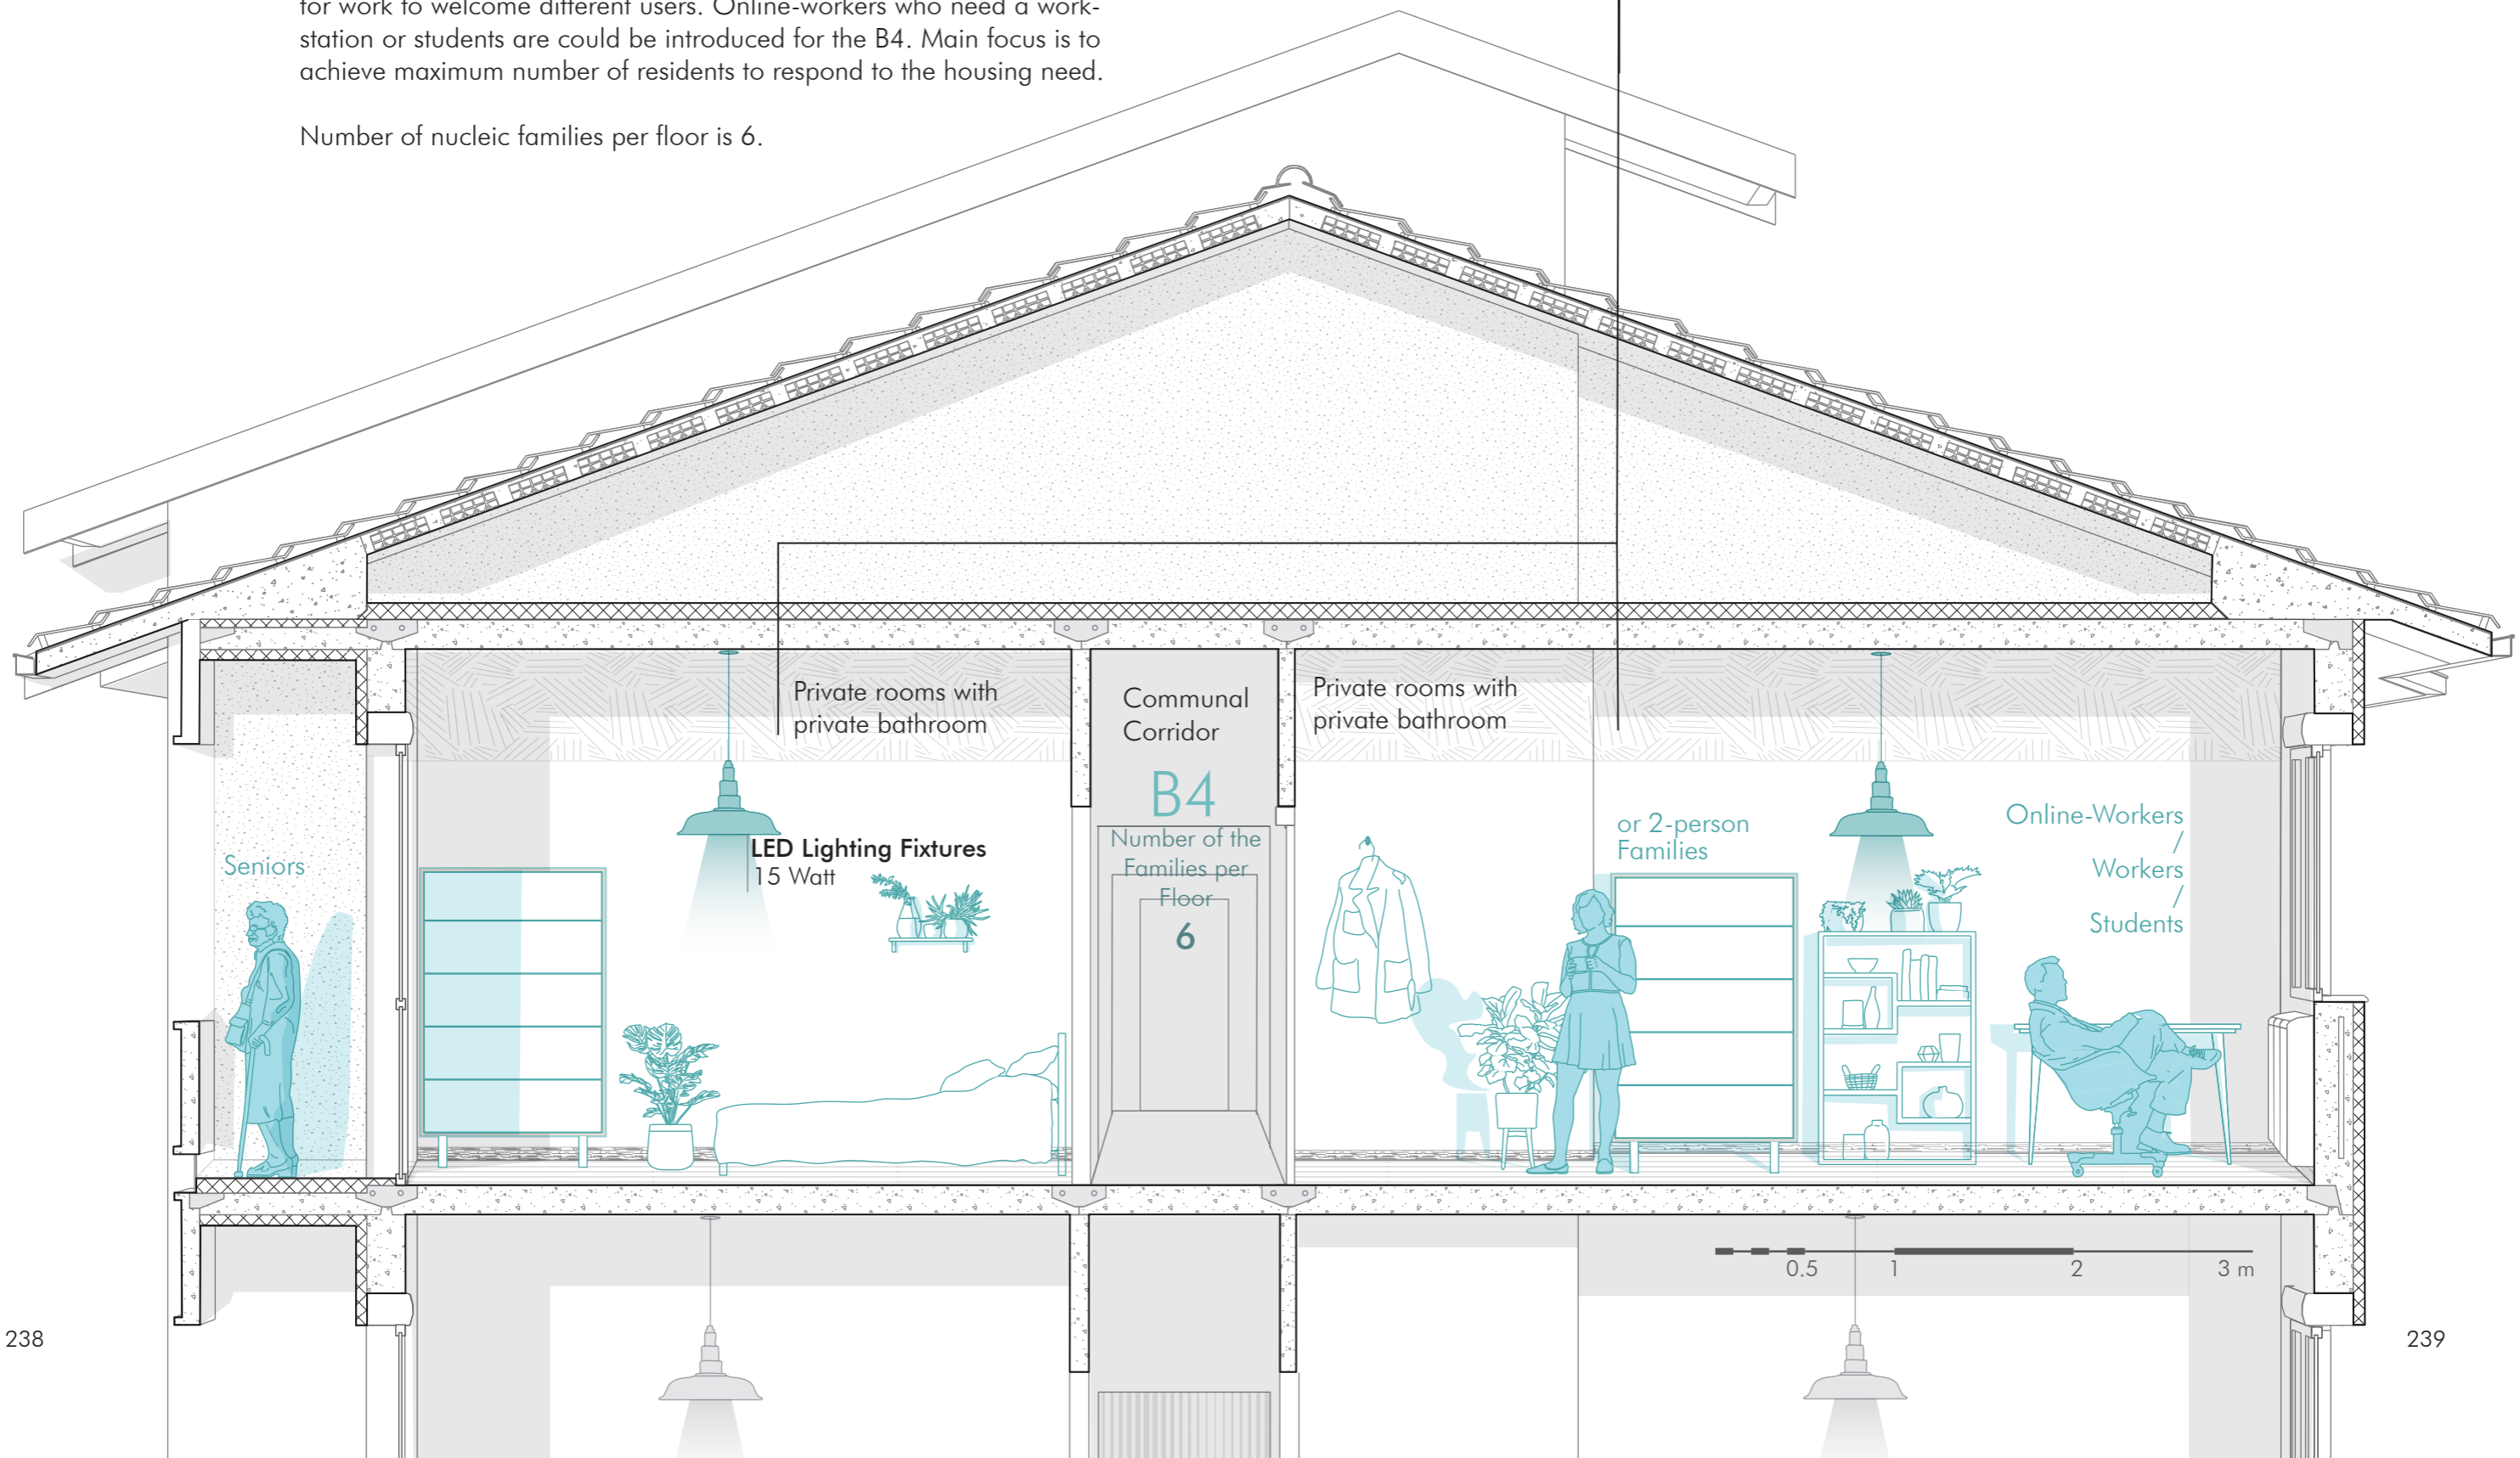 for work to welcome different users. Online-workers who need a work-
station or students are could be introduced for the B4. Main focus is to
achieve maximum number of residents to respond to the housing need.
Number of nucleic families per floor is 6.
Private rooms with
private bathroom
Communal
Corridor
B4
Number of the
Families per
Floor
6
Private rooms with
private bathroom
Seniors
LED Lighting Fixtures
15 Watt
or 2-person
Families
Online-Workers
/
Workers
/
Students
0.5 1 2 3 m
238
239